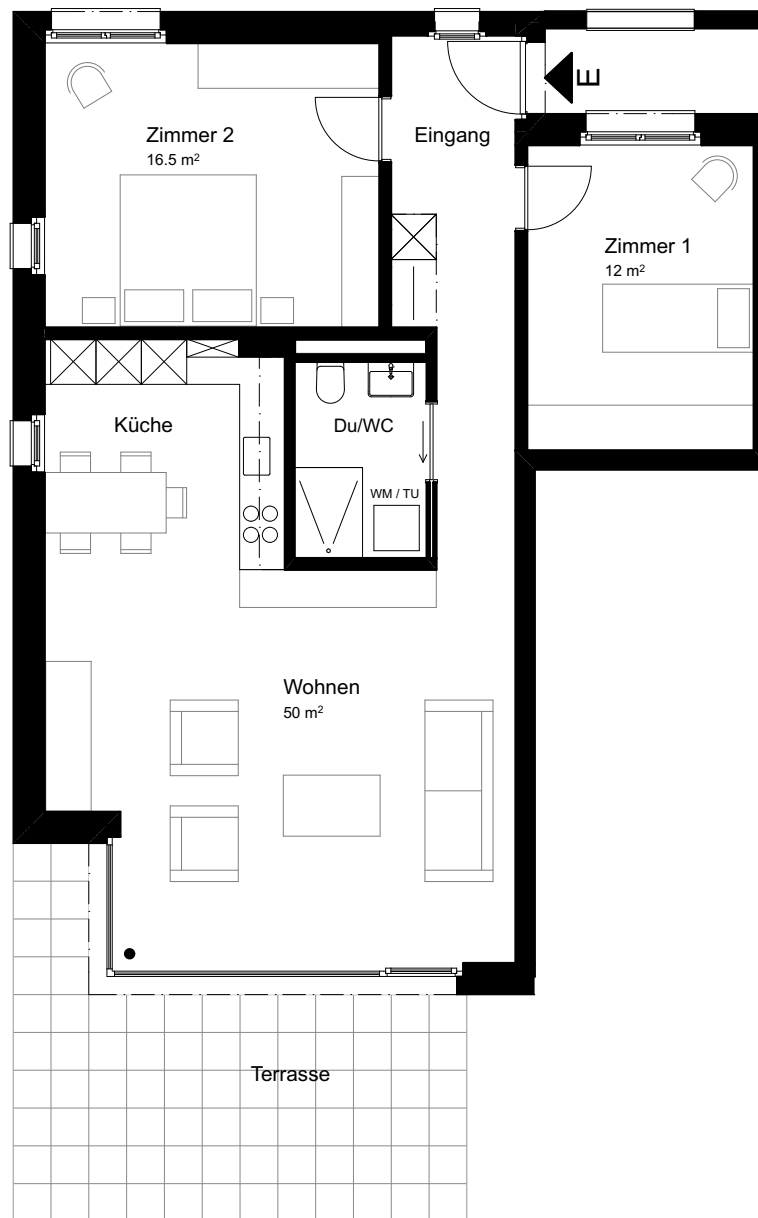 E
Zimmer 2
16.5 m²
Eingang
Zimmer 1
12 m²
Küche
Du/WC
WM / TU
Wohnen
50 m²
Terrasse